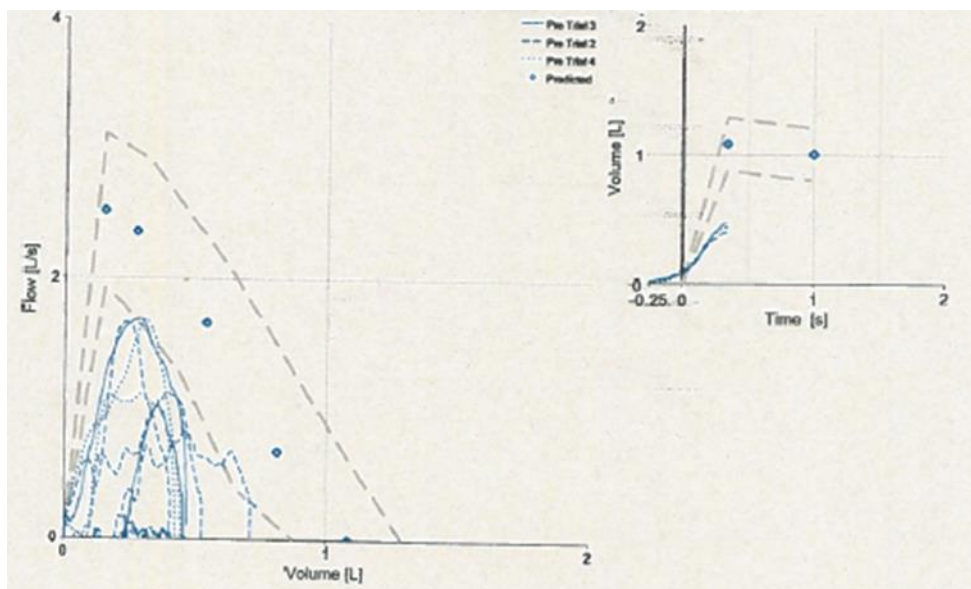 4
2
0
Flow [L/s]
0
1
2
Volume [L]
Pre Trial 3
Pre Trial 2
Pre Trial 4
Predicted
2
1
0
Volume [L]
-0.25 0
1
2
Time [s]